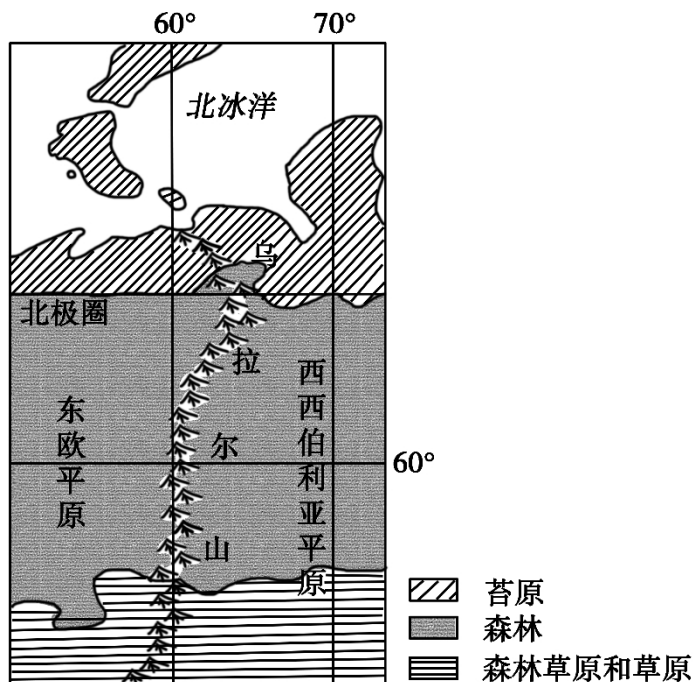 60° 70°
北冰洋
乌
北极圈
拉
尔
山
东欧平原
西西伯利亚平原
60°
苔原
森林
森林草原和草原